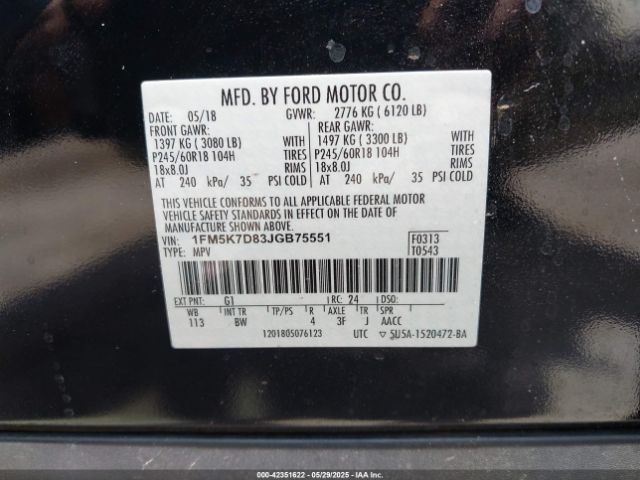 MFD. BY FORD MOTOR CO.
DATE: 05/18 GVWR: 2776 KG ( 6120 LB)
FRONT GAWR: REAR GAWR:
1397 KG ( 3080 LB) WITH 1497 KG ( 3300 LB) WITH
P245/60R18 104H TIRES P245/60R18 104H TIRES
18x8.0J RIMS 18x8.0J RIMS
AT 240 kPa/ 35 PSI COLD AT 240 kPa/ 35 PSI COLD
THIS VEHICLE CONFORMS TO ALL APPLICABLE FEDERAL MOTOR
VEHICLE SAFETY STANDARDS IN EFFECT ON THE DATE OF
MANUFACTURE SHOWN ABOVE.
VIN: 1FM5K7D83JGB75551 F0313
TYPE: MPV T0543
EXT PNT: G1 RC: 24 DSO:
WB INT TR TP/PS R AXLE TR SPR
113 BW 4 3F J AACC
1201805076123 UTC ▽ 5U5A-1520472-BA
000-42351622 - 05/29/2025 - IAA Inc.